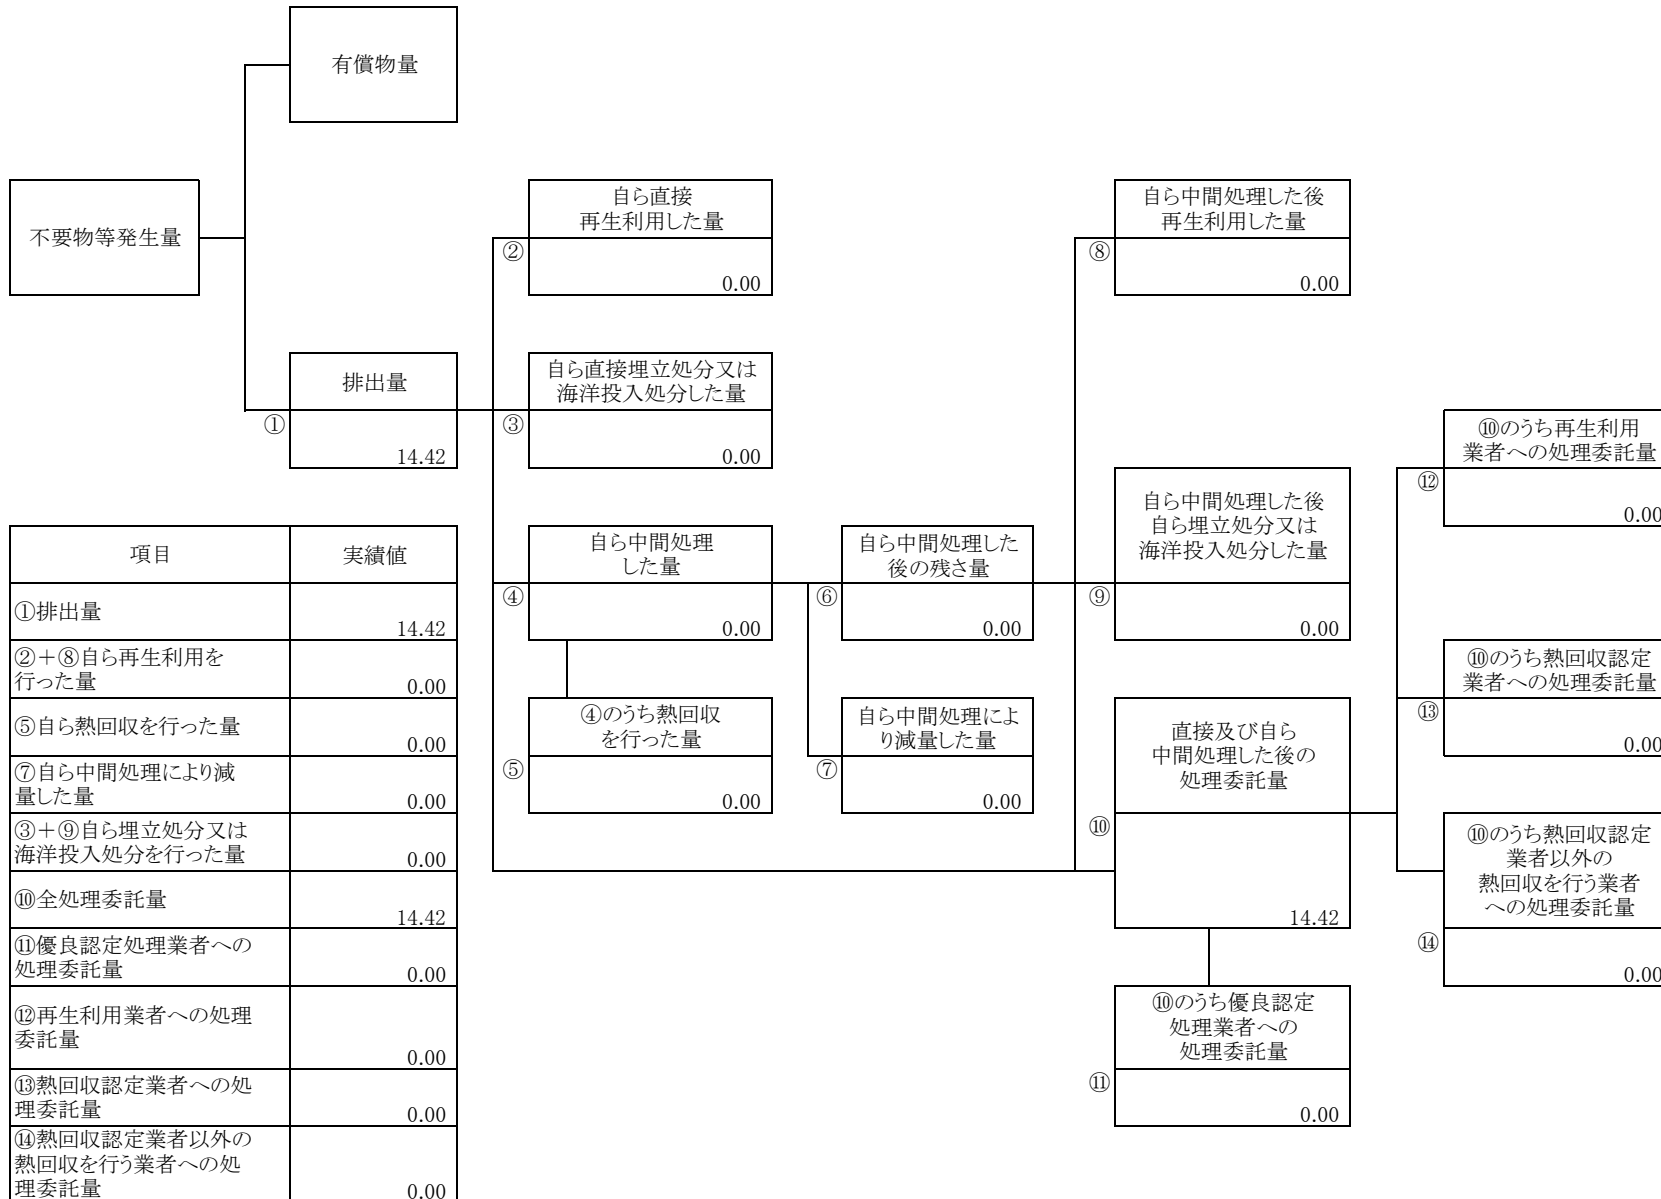 有償物量
不要物等発生量
自ら直接
再生利用した量
②
0.00
自ら中間処理した後
再生利用した量
⑧
0.00
排出量
①
14.42
自ら直接埋立処分又は
海洋投入処分した量
③
0.00
⑩のうち再生利用
業者への処理委託量
⑫
0.00
自ら中間処理
した量
④
0.00
自ら中間処理した
後の残さ量
⑥
0.00
自ら中間処理した後
自ら埋立処分又は
海洋投入処分した量
⑨
0.00
⑩のうち熱回収認定
業者への処理委託量
⑬
0.00
④のうち熱回収
を行った量
⑤
0.00
自ら中間処理によ
り減量した量
⑦
0.00
直接及び自ら
中間処理した後の
処理委託量
⑩
14.42
⑩のうち熱回収認定
業者以外の
熱回収を行う業者
への処理委託量
⑭
0.00
⑩のうち優良認定
処理業者への
処理委託量
⑪
0.00
項目 実績値
①排出量
14.42
②+⑧自ら再生利用を
行った量
0.00
⑤自ら熱回収を行った量
0.00
⑦自ら中間処理により減
量した量
0.00
③+⑨自ら埋立処分又は
海洋投入処分を行った量
0.00
⑩全処理委託量
14.42
⑪優良認定処理業者への
処理委託量
0.00
⑫再生利用業者への処理
委託量
0.00
⑬熱回収認定業者への処
理委託量
0.00
⑭熱回収認定業者以外の
熱回収を行う業者への処
理委託量
0.00